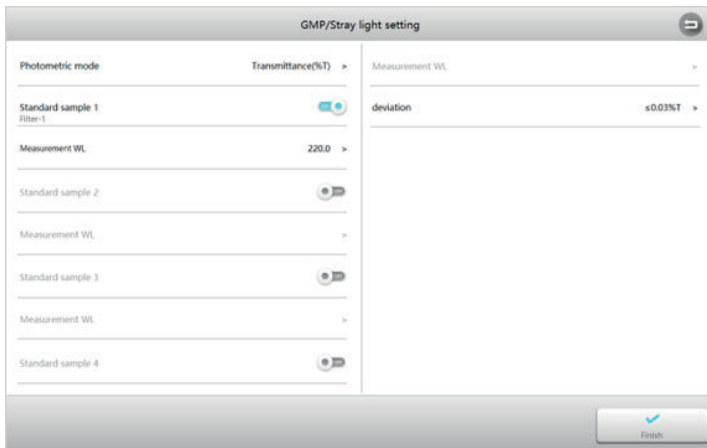 GMP/Stray light setting
Photometric mode Transmittance(%T) >
Standard sample 1
Filter-1
Measurement WL 220.0 >
Standard sample 2
Measurement WL >
Standard sample 3
Measurement WL >
Standard sample 4
Measurement WL >
deviation ≤0.03%T >
Finish